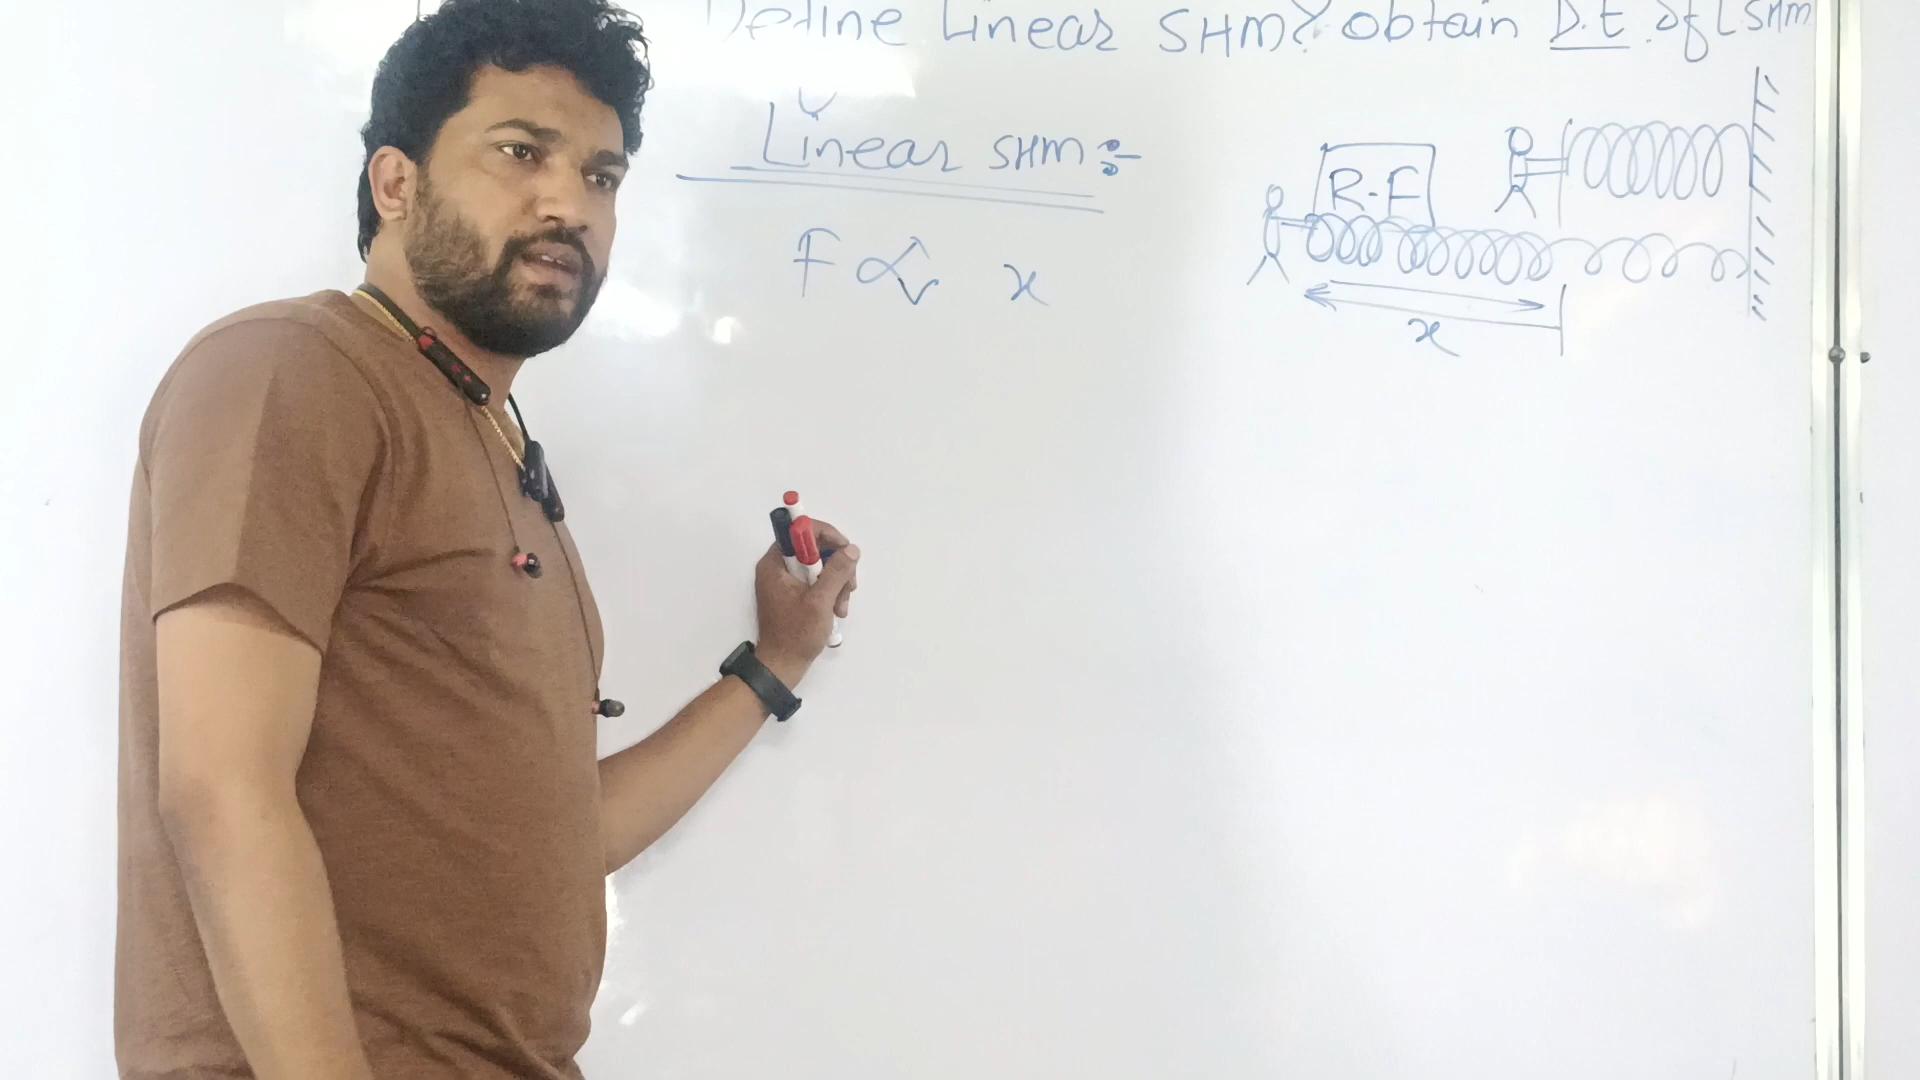 Define Linear SHM? obtain D.E of LSHM
Linear SHM :-
R.F
F ∝ x
x